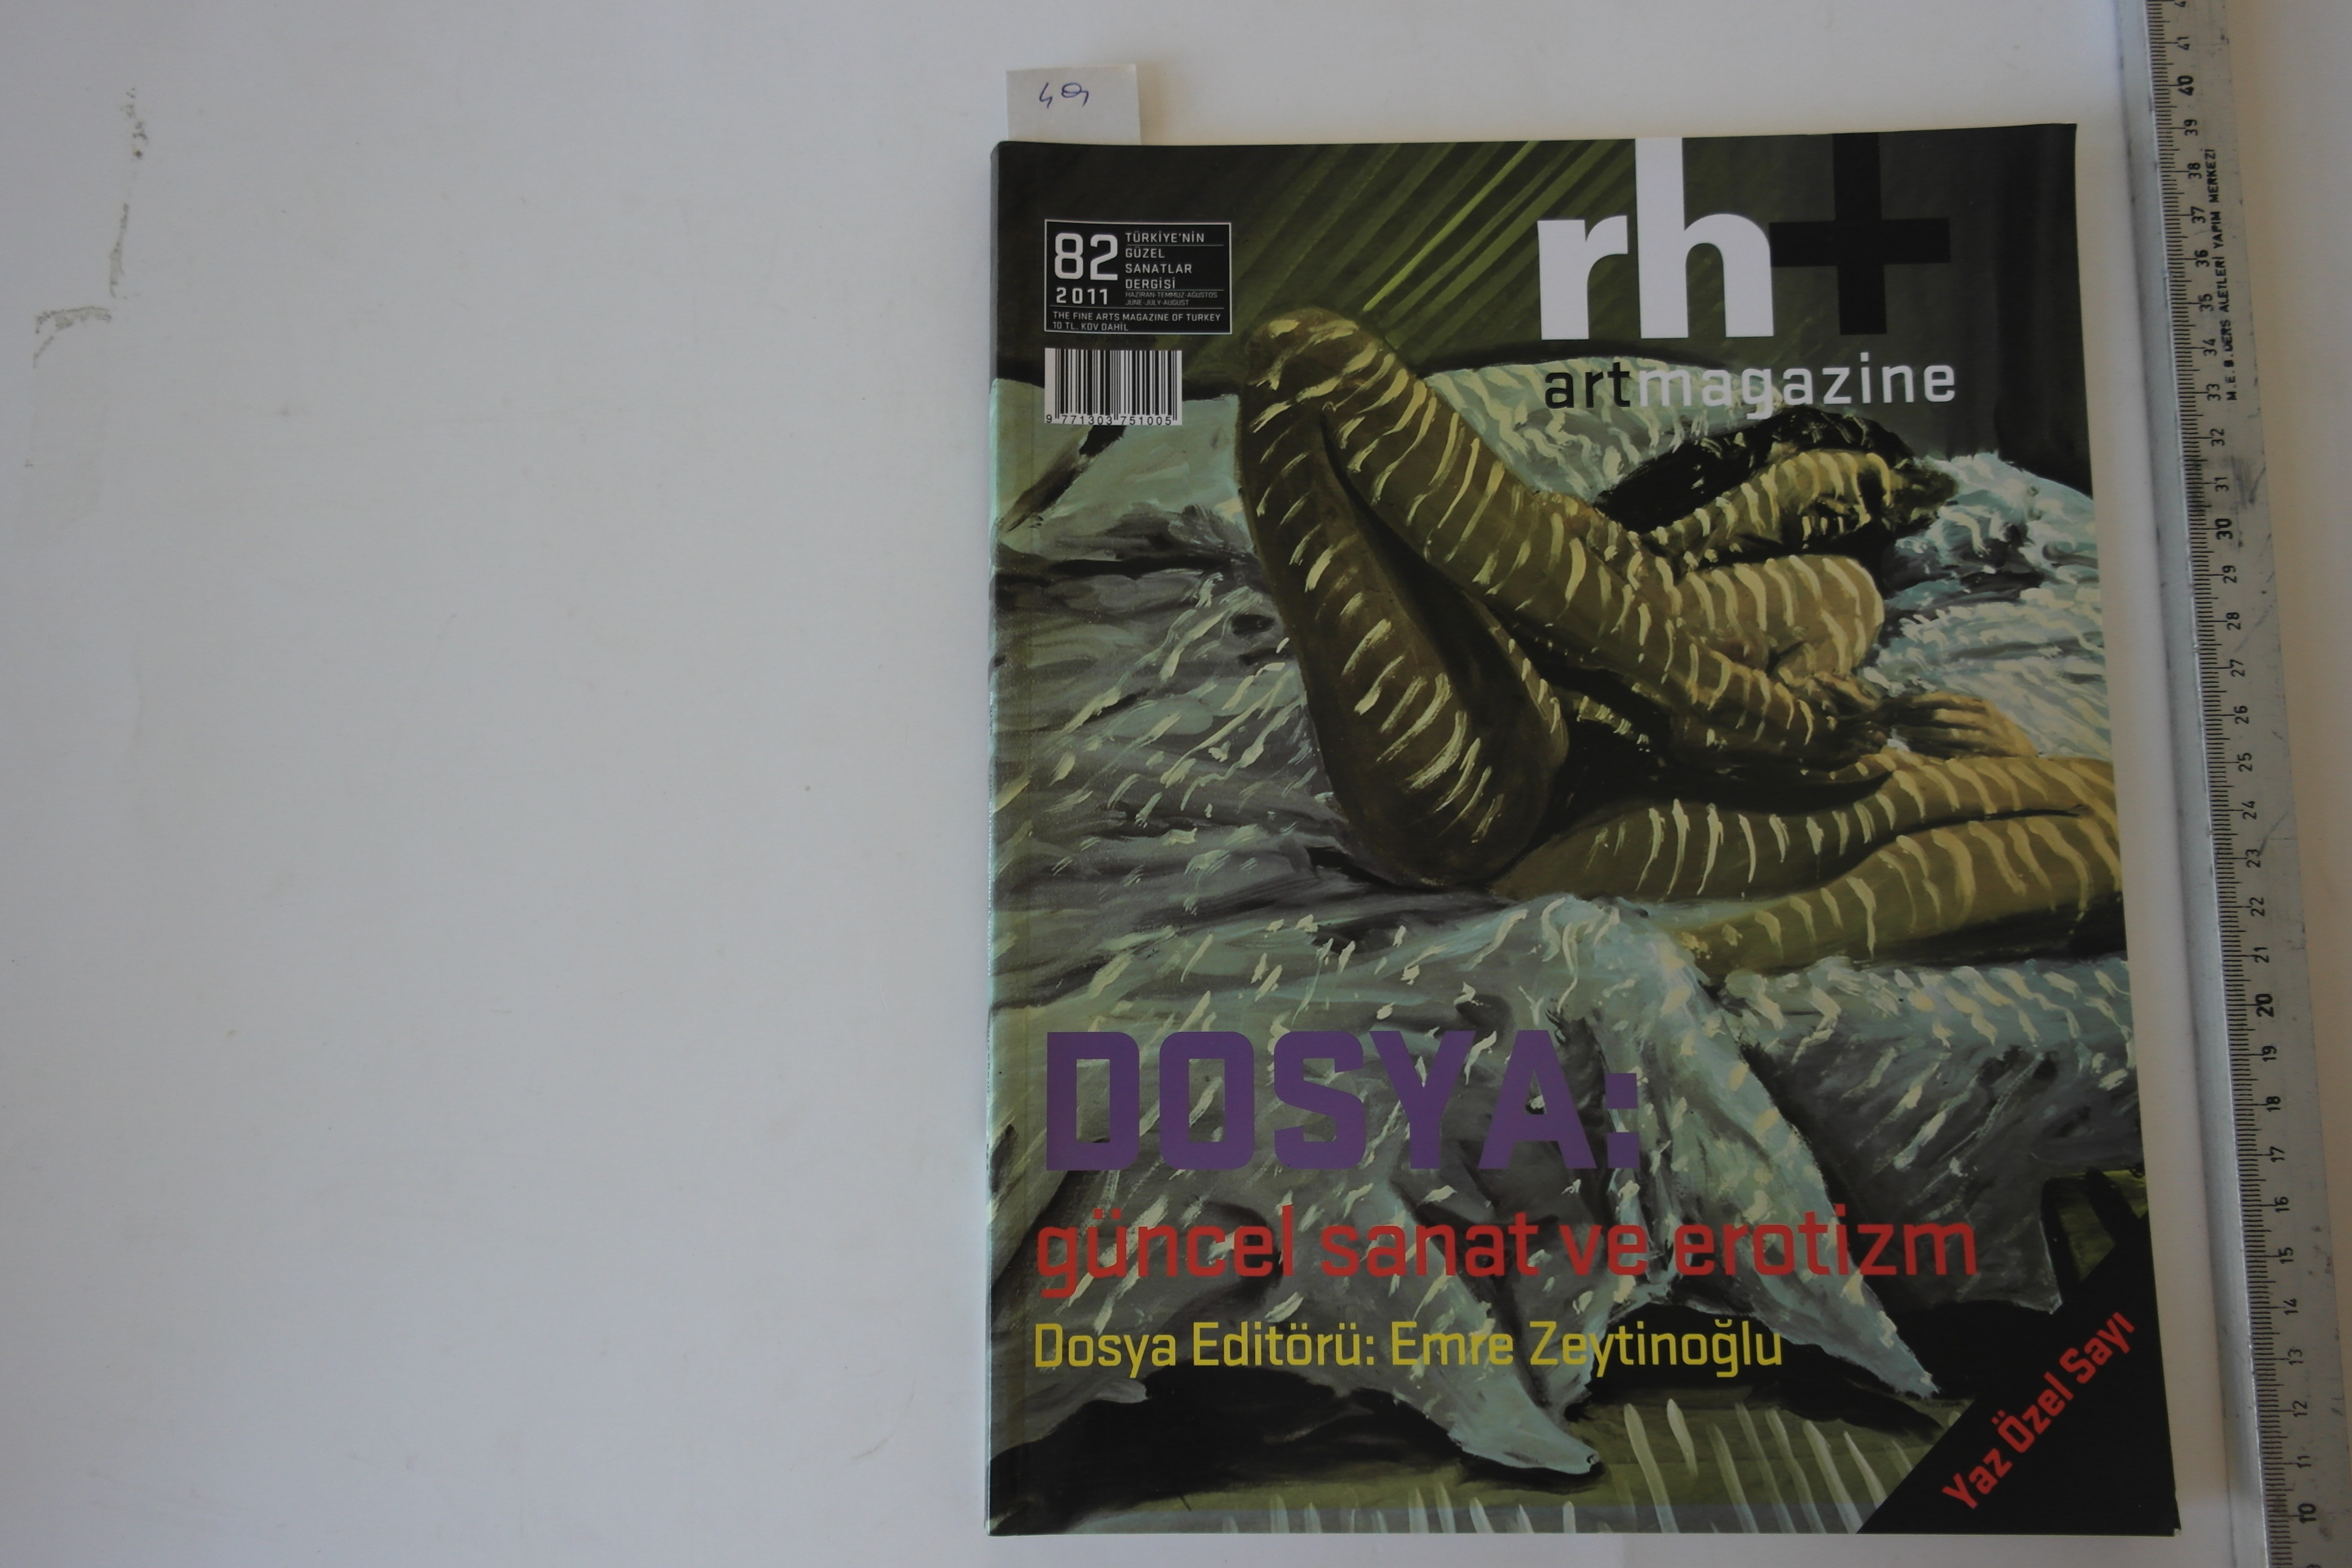 49
82
2011
TÜRKİYE'NİN
GÜZEL
SANATLAR
DERGİSİ
HAZİRAN-TEMMUZ-AĞUSTOS
JUNE-JULY-AUGUST
THE FINE ARTS MAGAZINE OF TURKEY
10 TL. KDV DAHİL
9 771303 751005
rh+
artmagazine
DOSYA:
güncel sanat ve erotizm
Dosya Editörü: Emre Zeytinoğlu
Yaz Özel Sayı
M.E.B. DERS ALETLERİ YAPIM MERKEZİ
41
40
39
38
37
36
35
34
33
32
31
30
29
28
27
26
25
24
23
22
21
20
19
18
17
16
15
14
13
12
11
10